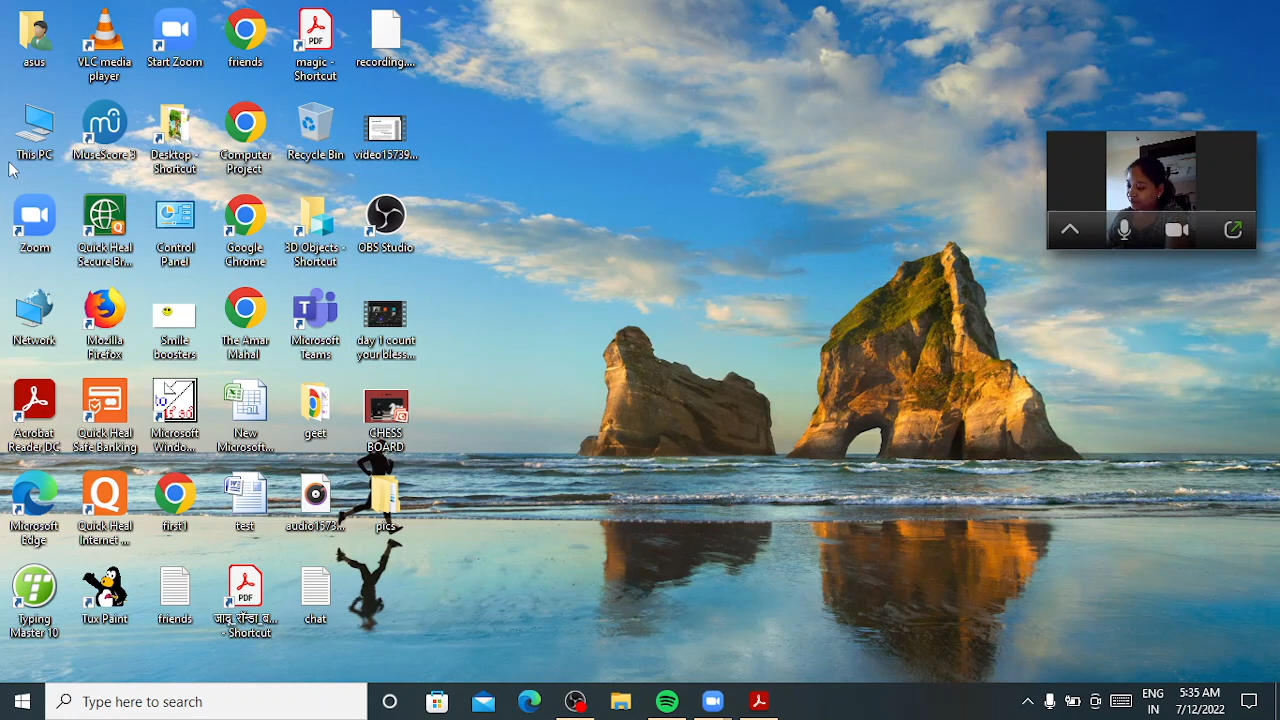 asus
VLC media
player
Start Zoom
friends
PDF
magic -
Shortcut
recording....
This PC
MuseScore 3
Desktop -
Shortcut
Computer
Project
Recycle Bin
video15739...
Zoom
Quick Heal
Secure Br...
Control
Panel
Google
Chrome
3D Objects -
Shortcut
OBS Studio
Network
Mozilla
Firefox
Smile
boosters
The Amar
Mahal
Microsoft
Teams
day 1 count
your bless...
Acrobat
Reader DC
Quick Heal
Safe Banking
Microsoft
Windo...
New
Microsoft...
geet
CHESS
BOARD
Microsoft
Edge
Quick Heal
Internet ...
first1
test
audio1573...
pics
Typing
Master 10
Tux Paint
friends
PDF
जादू_रॉन्डा_ब...
- Shortcut
chat
Type here to search
ENG
IN
5:35 AM
7/12/2022